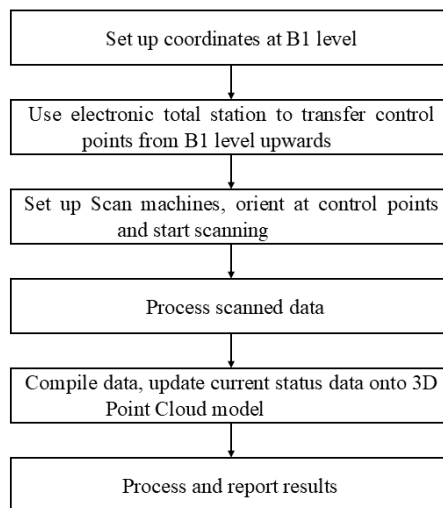 Set up coordinates at B1 level
Use electronic total station to transfer control
points from B1 level upwards
Set up Scan machines, orient at control points
and start scanning
Process scanned data
Compile data, update current status data onto 3D
Point Cloud model
Process and report results